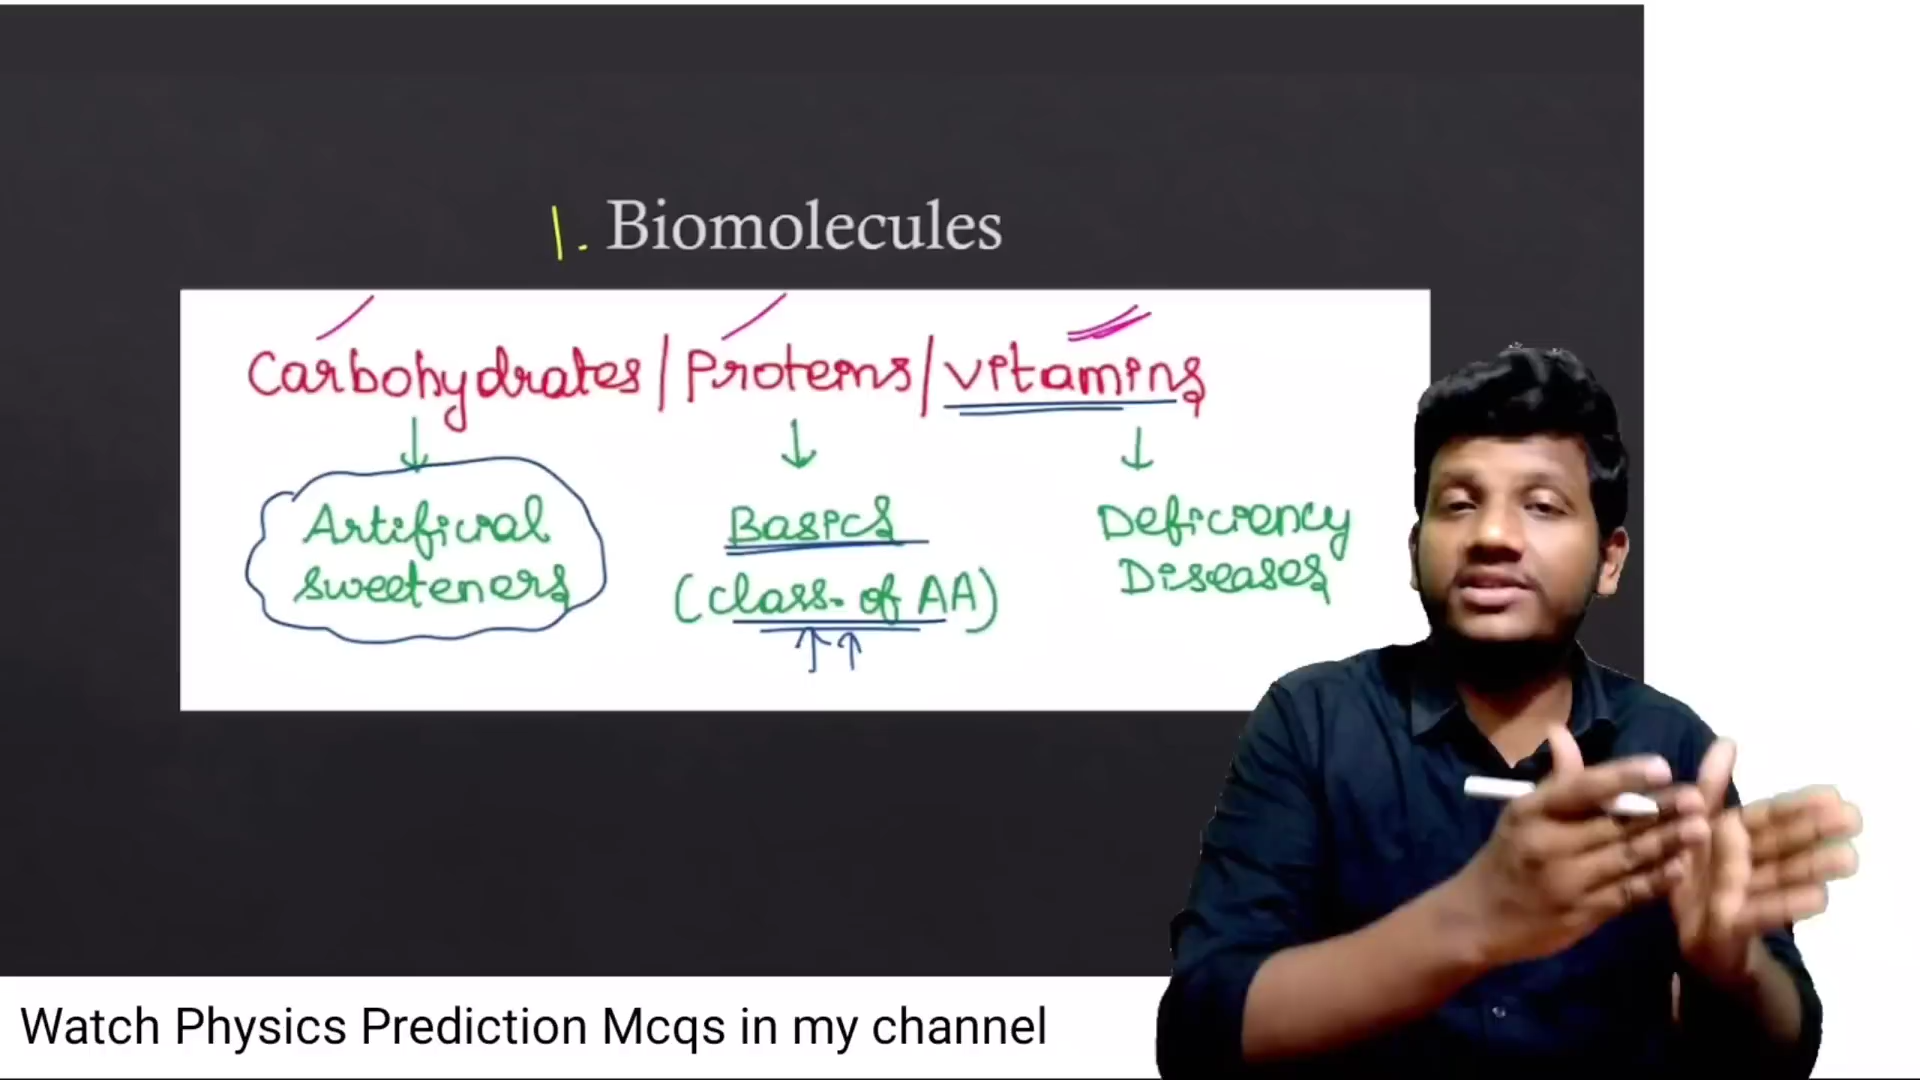 1. Biomolecules
Carbohydrates / Proteins / vitamins
Artificial
sweeteners
Basics
(class. of AA)
Deficiency
Diseases
Watch Physics Prediction Mcqs in my channel